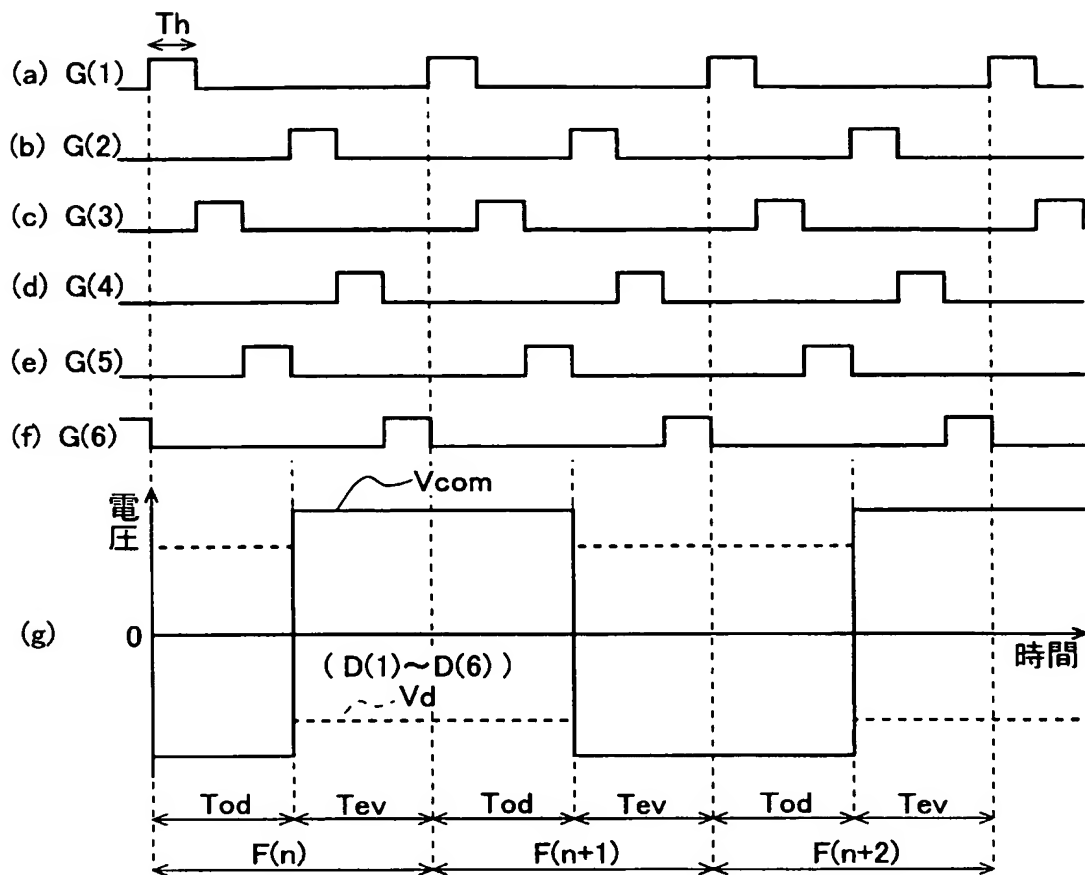 Th
(a) G(1)
(b) G(2)
(c) G(3)
(d) G(4)
(e) G(5)
(f) G(6)
電圧
Vcom
(g)
0
時間
( D(1)～D(6) )
Vd
Tod Tev Tod Tev Tod Tev
F(n) F(n+1) F(n+2)